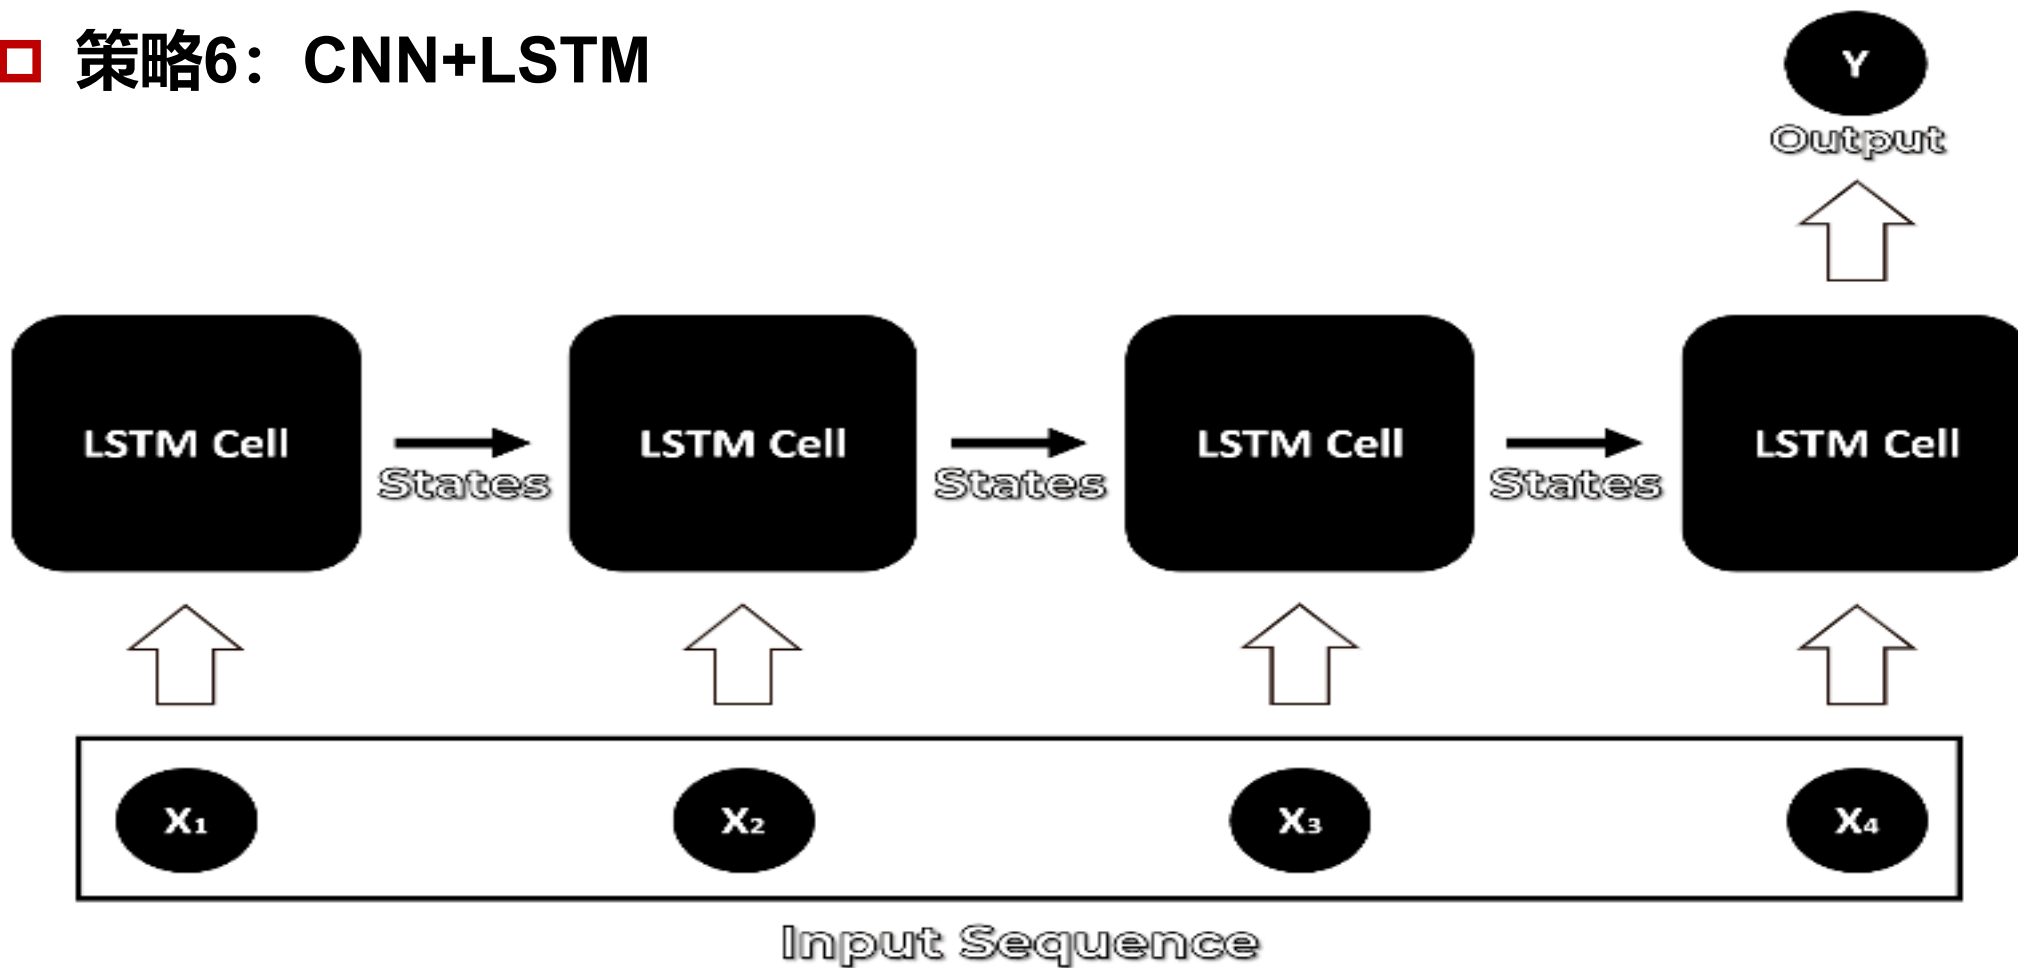 策略6：CNN+LSTM
Y
Output
LSTM Cell
States
LSTM Cell
States
LSTM Cell
States
LSTM Cell
X₁
X₂
X₃
X₄
Input Sequence